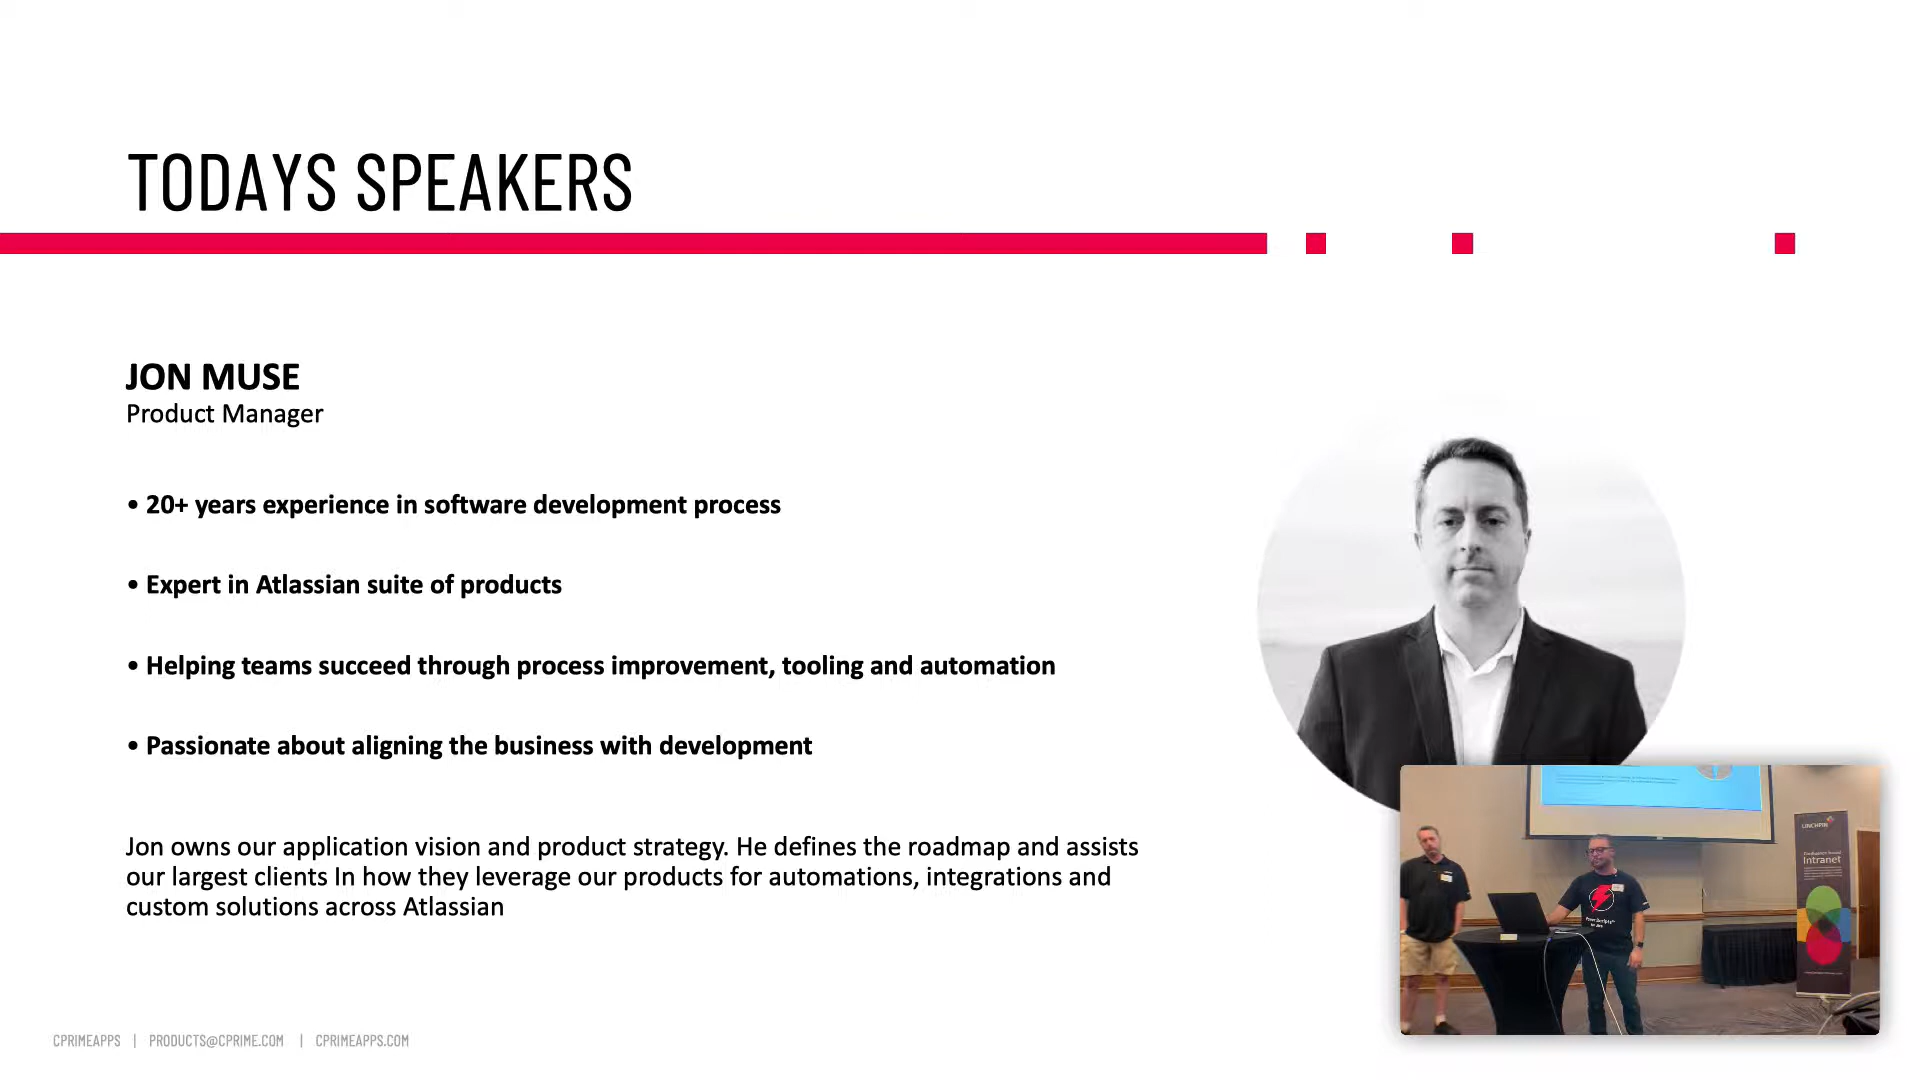 TODAYS SPEAKERS
JON MUSE
Product Manager
• 20+ years experience in software development process
• Expert in Atlassian suite of products
• Helping teams succeed through process improvement, tooling and automation
• Passionate about aligning the business with development
Jon owns our application vision and product strategy. He defines the roadmap and assists
our largest clients In how they leverage our products for automations, integrations and
custom solutions across Atlassian
LINCHPIN
Intranet
CPRIMEAPPS | PRODUCTS@CPRIME.COM | CPRIMEAPPS.COM